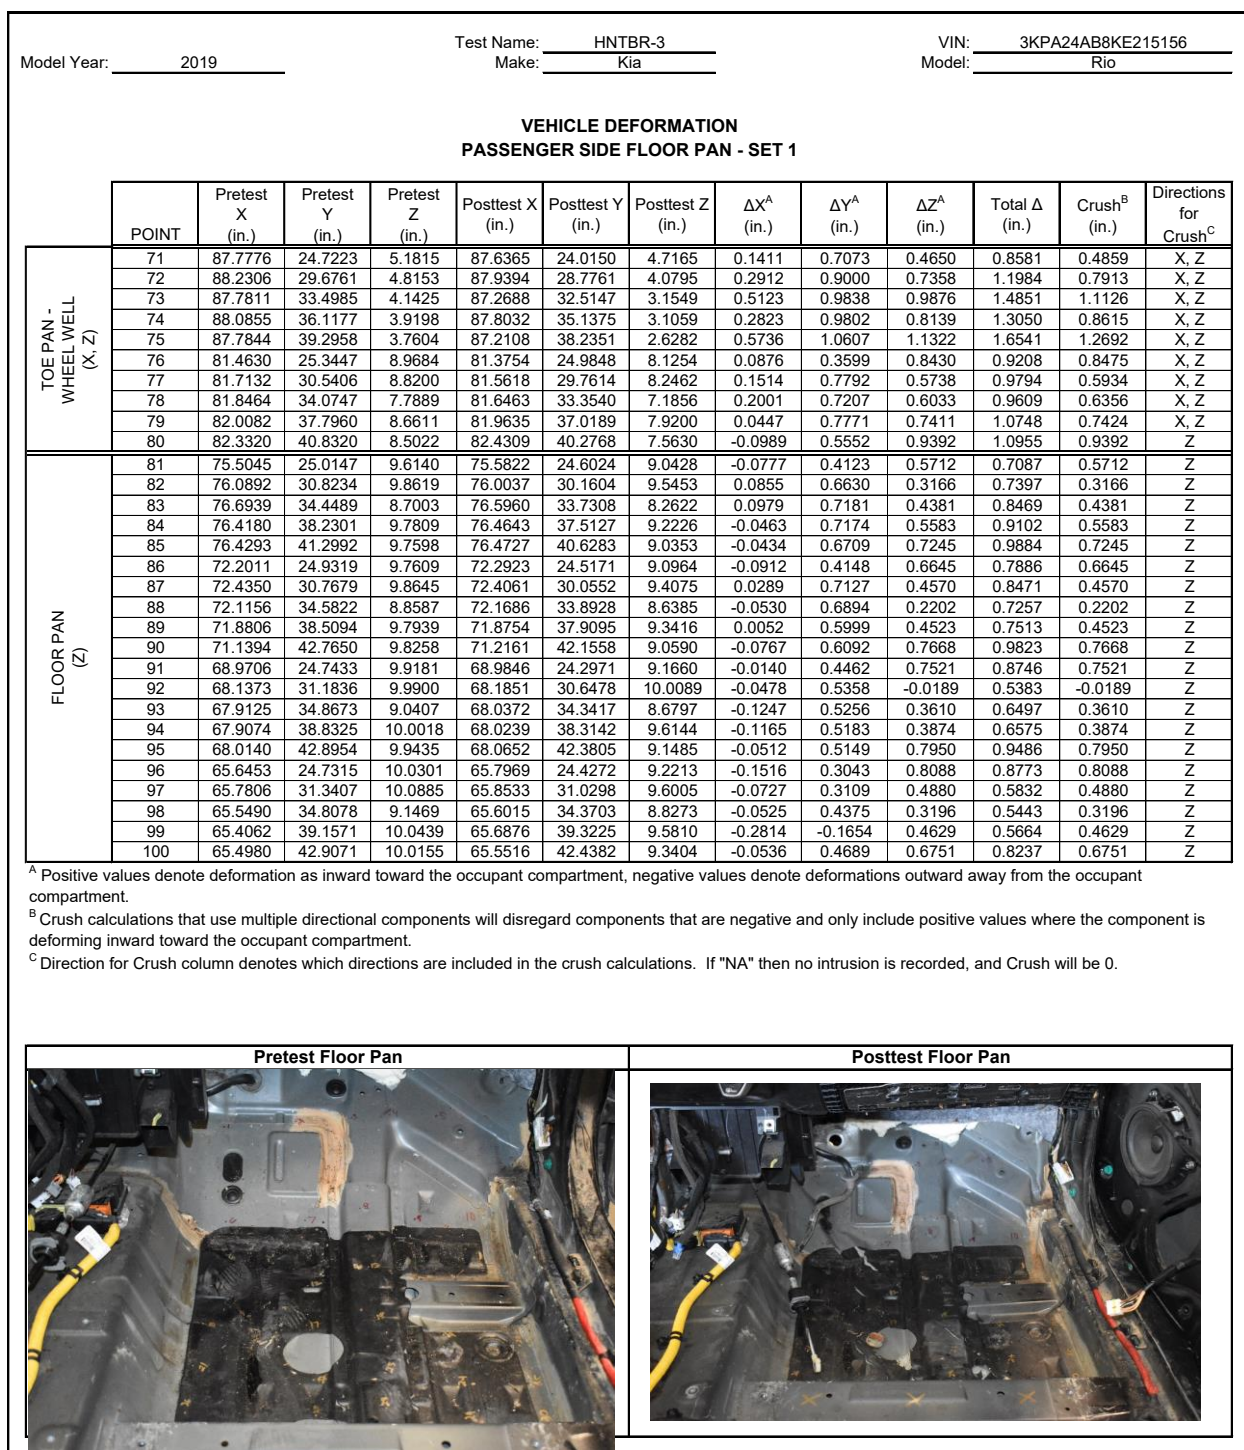 Test Name: HNTBR-3 VIN: 3KPA24AB8KE215156
Model Year: 2019 Make: Kia Model: Rio
VEHICLE DEFORMATION
PASSENGER SIDE FLOOR PAN - SET 1
POINT Pretest X (in.) Pretest Y (in.) Pretest Z (in.) Posttest X (in.) Posttest Y (in.) Posttest Z (in.) ΔXᴬ (in.) ΔYᴬ (in.) ΔZᴬ (in.) Total Δ (in.) Crushᴮ (in.) Directions for Crushᶜ
TOE PAN - WHEEL WELL (X, Z)
71 87.7776 24.7223 5.1815 87.6365 24.0150 4.7165 0.1411 0.7073 0.4650 0.8581 0.4859 X, Z
72 88.2306 29.6761 4.8153 87.9394 28.7761 4.0795 0.2912 0.9000 0.7358 1.1984 0.7913 X, Z
73 87.7811 33.4985 4.1425 87.2688 32.5147 3.1549 0.5123 0.9838 0.9876 1.4851 1.1126 X, Z
74 88.0855 36.1177 3.9198 87.8032 35.1375 3.1059 0.2823 0.9802 0.8139 1.3050 0.8615 X, Z
75 87.7844 39.2958 3.7604 87.2108 38.2351 2.6282 0.5736 1.0607 1.1322 1.6541 1.2692 X, Z
76 81.4630 25.3447 8.9684 81.3754 24.9848 8.1254 0.0876 0.3599 0.8430 0.9208 0.8475 X, Z
77 81.7132 30.5406 8.8200 81.5618 29.7614 8.2462 0.1514 0.7792 0.5738 0.9794 0.5934 X, Z
78 81.8464 34.0747 7.7889 81.6463 33.3540 7.1856 0.2001 0.7207 0.6033 0.9609 0.6356 X, Z
79 82.0082 37.7960 8.6611 81.9635 37.0189 7.9200 0.0447 0.7771 0.7411 1.0748 0.7424 X, Z
80 82.3320 40.8320 8.5022 82.4309 40.2768 7.5630 -0.0989 0.5552 0.9392 1.0955 0.9392 Z
FLOOR PAN (Z)
81 75.5045 25.0147 9.6140 75.5822 24.6024 9.0428 -0.0777 0.4123 0.5712 0.7087 0.5712 Z
82 76.0892 30.8234 9.8619 76.0037 30.1604 9.5453 0.0855 0.6630 0.3166 0.7397 0.3166 Z
83 76.6939 34.4489 8.7003 76.5960 33.7308 8.2622 0.0979 0.7181 0.4381 0.8469 0.4381 Z
84 76.4180 38.2301 9.7809 76.4643 37.5127 9.2226 -0.0463 0.7174 0.5583 0.9102 0.5583 Z
85 76.4293 41.2992 9.7598 76.4727 40.6283 9.0353 -0.0434 0.6709 0.7245 0.9884 0.7245 Z
86 72.2011 24.9319 9.7609 72.2923 24.5171 9.0964 -0.0912 0.4148 0.6645 0.7886 0.6645 Z
87 72.4350 30.7679 9.8645 72.4061 30.0552 9.4075 0.0289 0.7127 0.4570 0.8471 0.4570 Z
88 72.1156 34.5822 8.8587 72.1686 33.8928 8.6385 -0.0530 0.6894 0.2202 0.7257 0.2202 Z
89 71.8806 38.5094 9.7939 71.8754 37.9095 9.3416 0.0052 0.5999 0.4523 0.7513 0.4523 Z
90 71.1394 42.7650 9.8258 71.2161 42.1558 9.0590 -0.0767 0.6092 0.7668 0.9823 0.7668 Z
91 68.9706 24.7433 9.9181 68.9846 24.2971 9.1660 -0.0140 0.4462 0.7521 0.8746 0.7521 Z
92 68.1373 31.1836 9.9900 68.1851 30.6478 10.0089 -0.0478 0.5358 -0.0189 0.5383 -0.0189 Z
93 67.9125 34.8673 9.0407 68.0372 34.3417 8.6797 -0.1247 0.5256 0.3610 0.6497 0.3610 Z
94 67.9074 38.8325 10.0018 68.0239 38.3142 9.6144 -0.1165 0.5183 0.3874 0.6575 0.3874 Z
95 68.0140 42.8954 9.9435 68.0652 42.3805 9.1485 -0.0512 0.5149 0.7950 0.9486 0.7950 Z
96 65.6453 24.7315 10.0301 65.7969 24.4272 9.2213 -0.1516 0.3043 0.8088 0.8773 0.8088 Z
97 65.7806 31.3407 10.0885 65.8533 31.0298 9.6005 -0.0727 0.3109 0.4880 0.5832 0.4880 Z
98 65.5490 34.8078 9.1469 65.6015 34.3703 8.8273 -0.0525 0.4375 0.3196 0.5443 0.3196 Z
99 65.4062 39.1571 10.0439 65.6876 39.3225 9.5810 -0.2814 -0.1654 0.4629 0.5664 0.4629 Z
100 65.4980 42.9071 10.0155 65.5516 42.4382 9.3404 -0.0536 0.4689 0.6751 0.8237 0.6751 Z
ᴬ Positive values denote deformation as inward toward the occupant compartment, negative values denote deformations outward away from the occupant
compartment.
ᴮ Crush calculations that use multiple directional components will disregard components that are negative and only include positive values where the component is
deforming inward toward the occupant compartment.
ᶜ Direction for Crush column denotes which directions are included in the crush calculations. If "NA" then no intrusion is recorded, and Crush will be 0.
Pretest Floor Pan Posttest Floor Pan